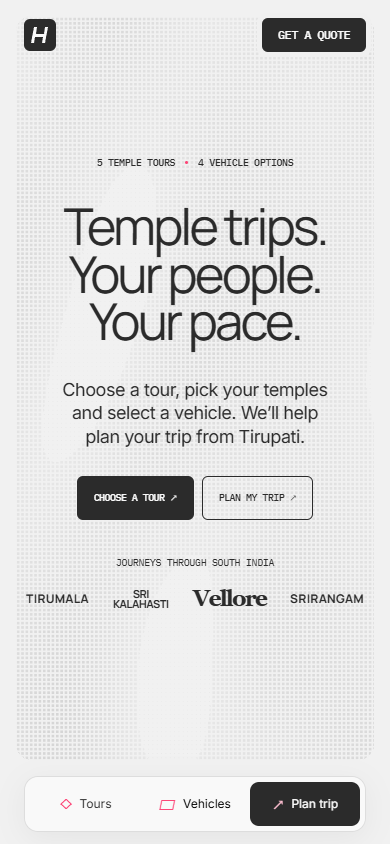 H
GET A QUOTE
5 TEMPLE TOURS • 4 VEHICLE OPTIONS
Temple trips.
Your people.
Your pace.
Choose a tour, pick your temples
and select a vehicle. We’ll help
plan your trip from Tirupati.
CHOOSE A TOUR ↗
PLAN MY TRIP ↗
JOURNEYS THROUGH SOUTH INDIA
TIRUMALA
SRI
KALAHASTI
Vellore
SRIRANGAM
Tours
Vehicles
↗ Plan trip